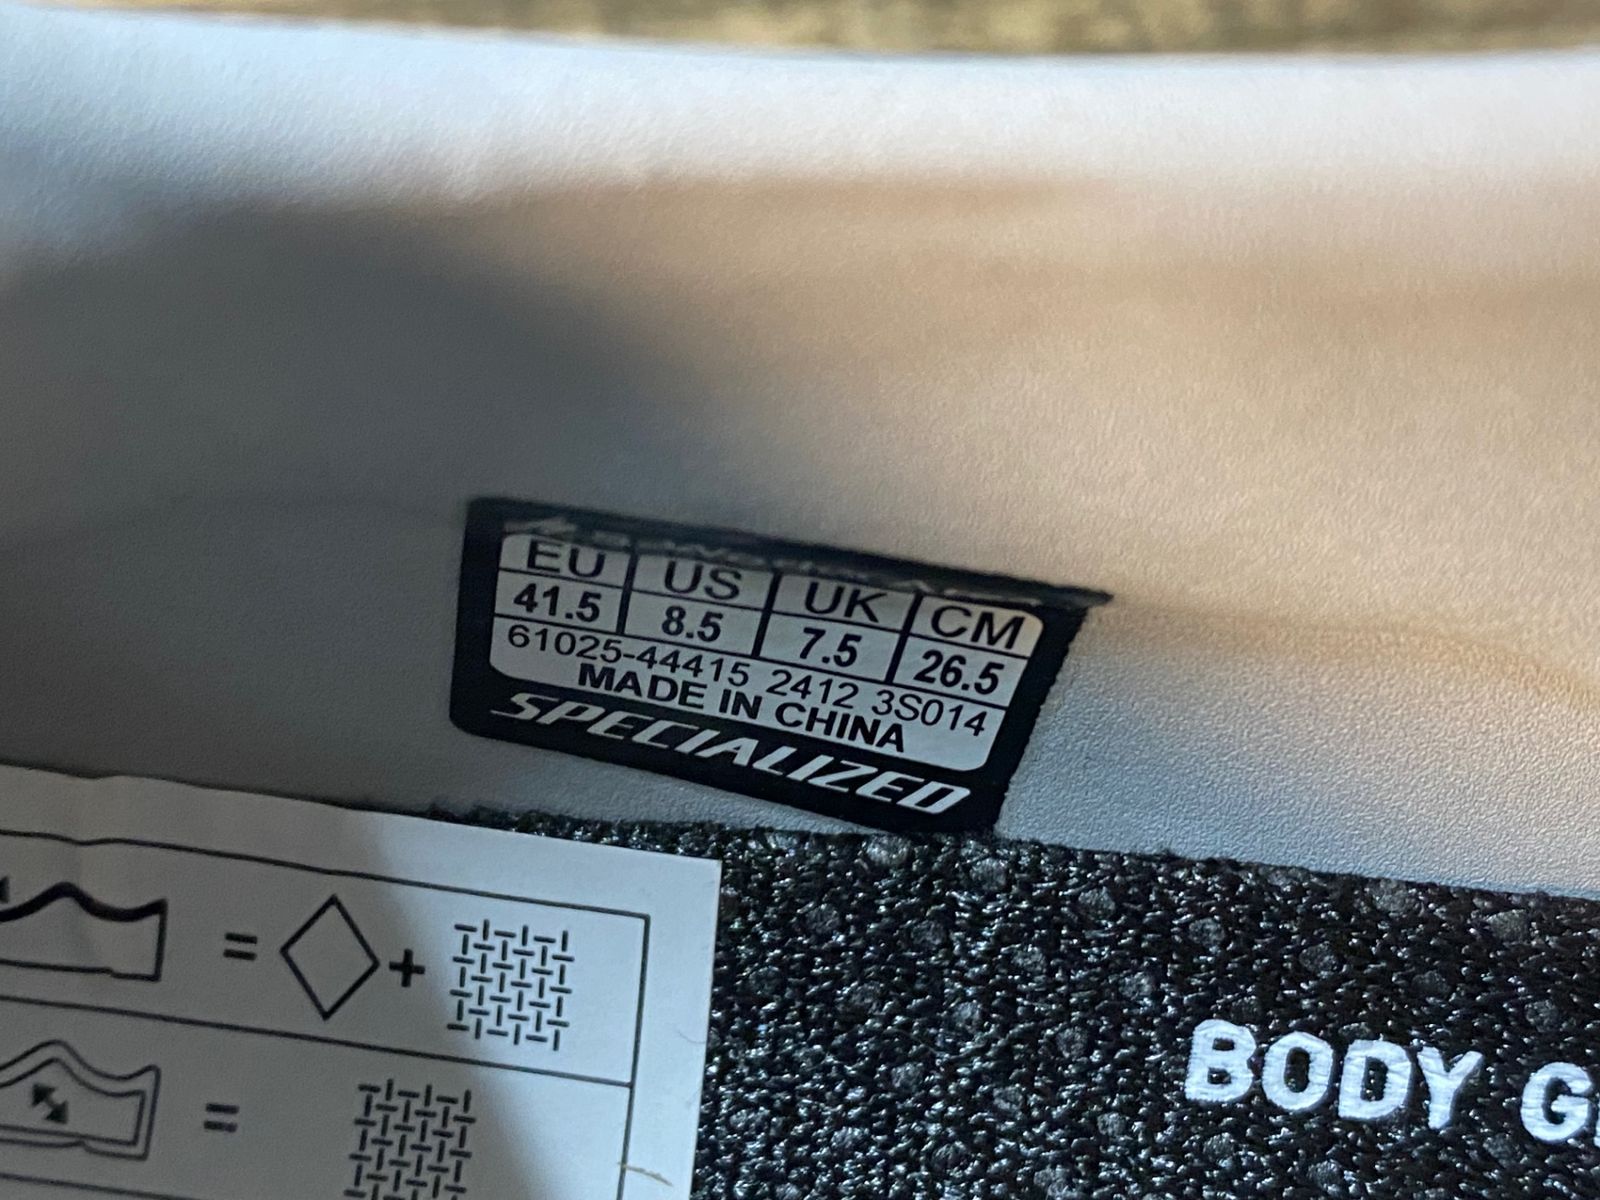 EU US UK CM
41.5 8.5 7.5 26.5
61025-44415 2412 3S014
MADE IN CHINA
SPECIALIZED
BODY